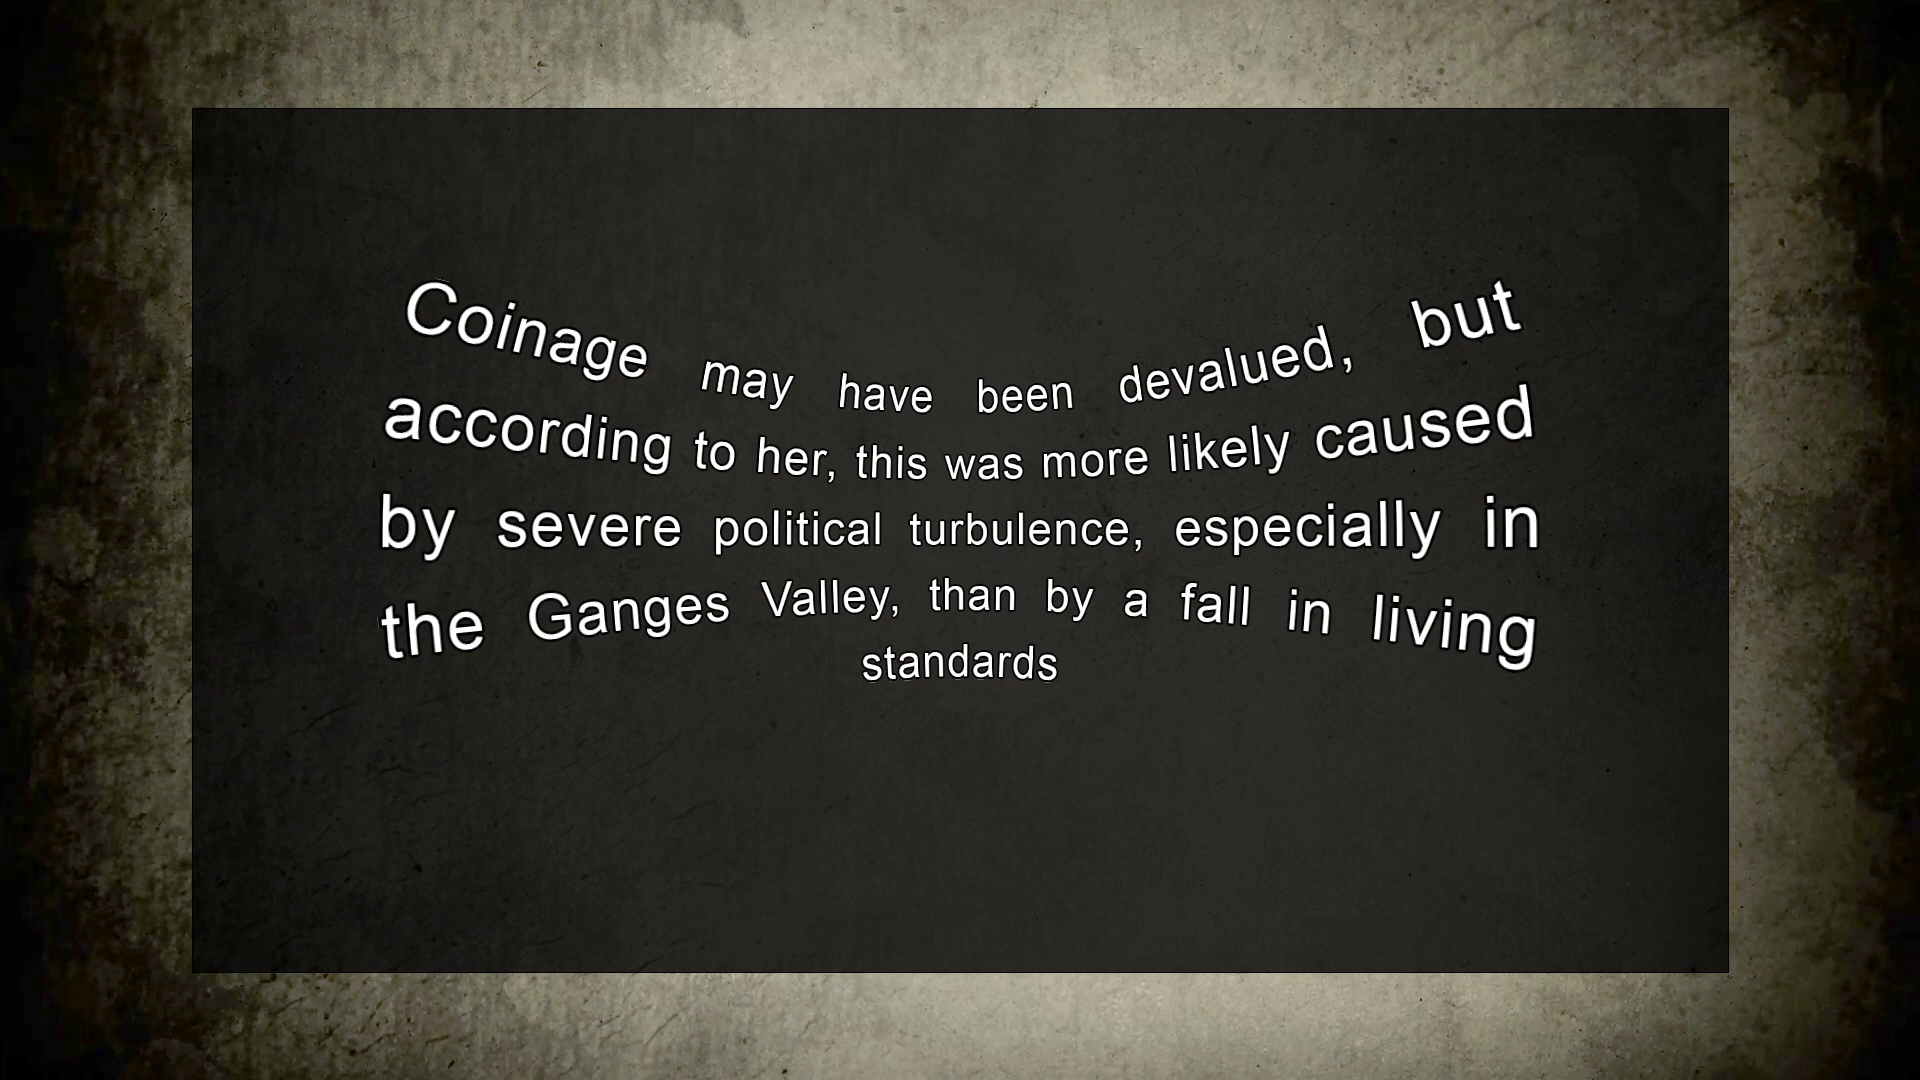 Coinage may have been devalued, but
according to her, this was more likely caused
by severe political turbulence, especially in
the Ganges Valley, than by a fall in living
standards